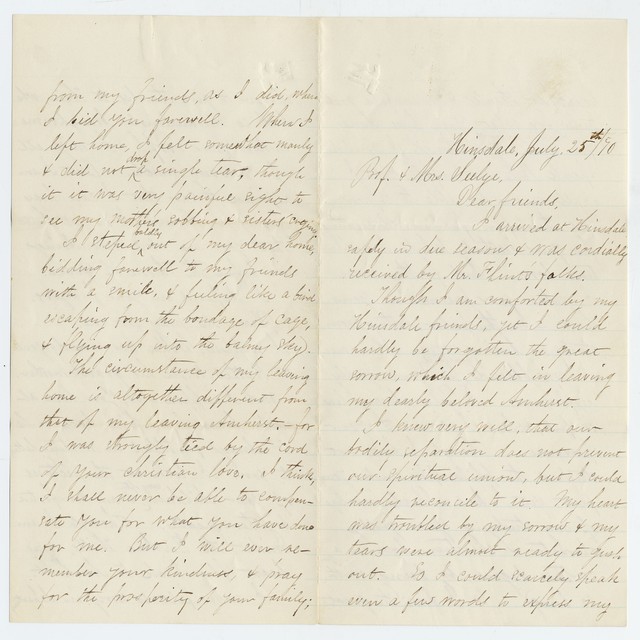 Hinsdale, July 25th/70
Prof. & Mrs. Seelye.
Dear friends,
I arrived at Hinsdale
safely in due season & was cordially
received by Mr. Flints folks.
Though I am comforted by my
Hinsdale friends, yet I could
hardly be forgotten the great
sorrow, which I felt in leaving
my dearly beloved Amherst.
I knew very well, that our
bodily separation does not prevent
our spiritual union, but I could
hardly reconcile to it. My heart
was troubled by my sorrow & my
tears were almost ready to gush
out. So I could scarcely speak
even a few words to express my
from my friends, as I did, when
I bid you farewell. When I
left home, I felt somewhat manly
& did not drop a single tear, though
it it was very painful sight to
see my mother sobbing & sisters crying
I steped boldly out of my dear home,
bidding farewell to my friends
with a smile, & feeling like a bird
escaping from the bondage of cage,
& flying up into the balmy sky.
The circumstance of my leaving
home is altogether different from
that of my leaving Amherst. – for
I was strongly tied by the cord
of your christian love. I think,
I shall never be able to compen-
sate you for what you have done
for me. But I will ever re-
member your kindness, & pray
for the prosperity of your family;